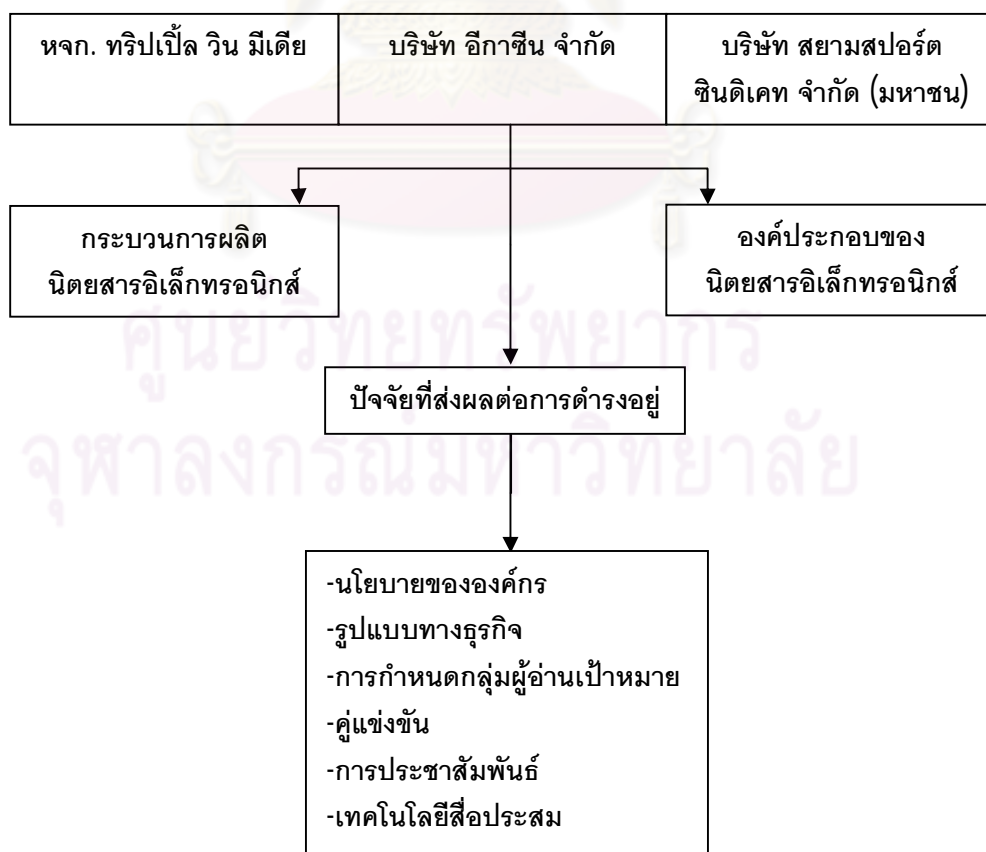 หจก. ทริปเปิ้ล วิน มีเดีย
บริษัท อีกาซีน จำกัด
บริษัท สยามสปอร์ต
ซินดิเคท จำกัด (มหาชน)
กระบวนการผลิต
นิตยสารอิเล็กทรอนิกส์
องค์ประกอบของ
นิตยสารอิเล็กทรอนิกส์
ศูนย์วิทยทรัพยากร
ปัจจัยที่ส่งผลต่อการดำรงอยู่
จุฬาลงกรณ์มหาวิทยาลัย
-นโยบายขององค์กร
-รูปแบบทางธุรกิจ
-การกำหนดกลุ่มผู้อ่านเป้าหมาย
-คู่แข่งขัน
-การประชาสัมพันธ์
-เทคโนโลยีสื่อประสม